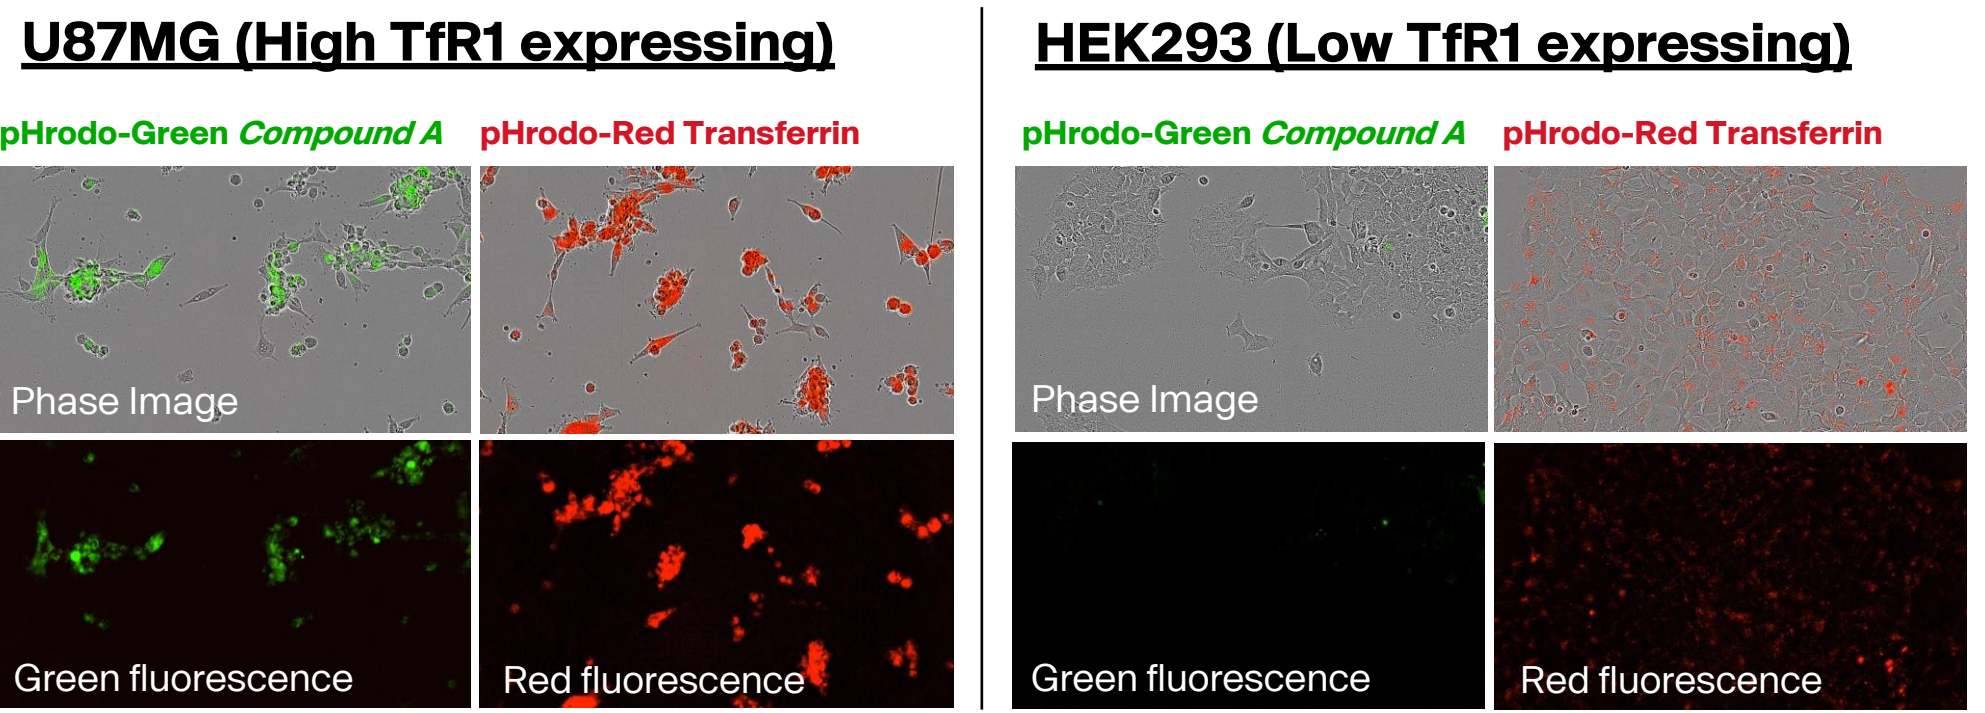 U87MG (High TfR1 expressing)
HEK293 (Low TfR1 expressing)
pHrodo-Green Compound A
pHrodo-Red Transferrin
pHrodo-Green Compound A
pHrodo-Red Transferrin
Phase Image
Phase Image
Green fluorescence
Red fluorescence
Green fluorescence
Red fluorescence